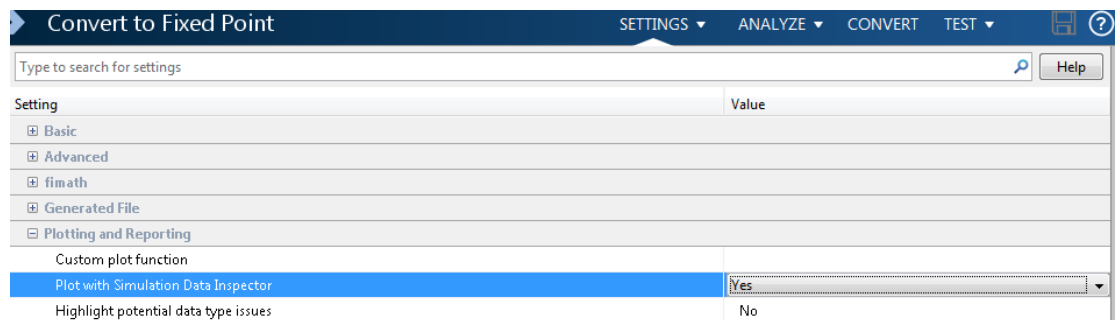 Convert to Fixed Point SETTINGS ▾ ANALYZE ▾ CONVERT TEST ▾ ?
Type to search for settings Help
Setting Value
Basic
Advanced
fimath
Generated File
Plotting and Reporting
Custom plot function
Plot with Simulation Data Inspector Yes
Highlight potential data type issues No